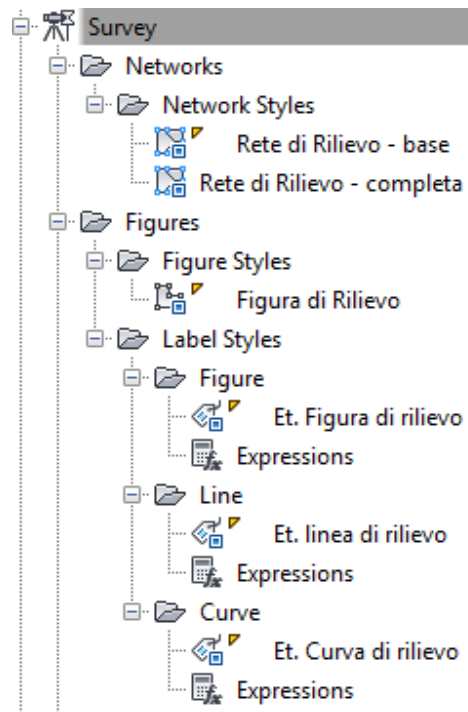 Survey
Networks
Network Styles
Rete di Rilievo - base
Rete di Rilievo - completa
Figures
Figure Styles
Figura di Rilievo
Label Styles
Figure
Et. Figura di rilievo
Expressions
Line
Et. linea di rilievo
Expressions
Curve
Et. Curva di rilievo
Expressions